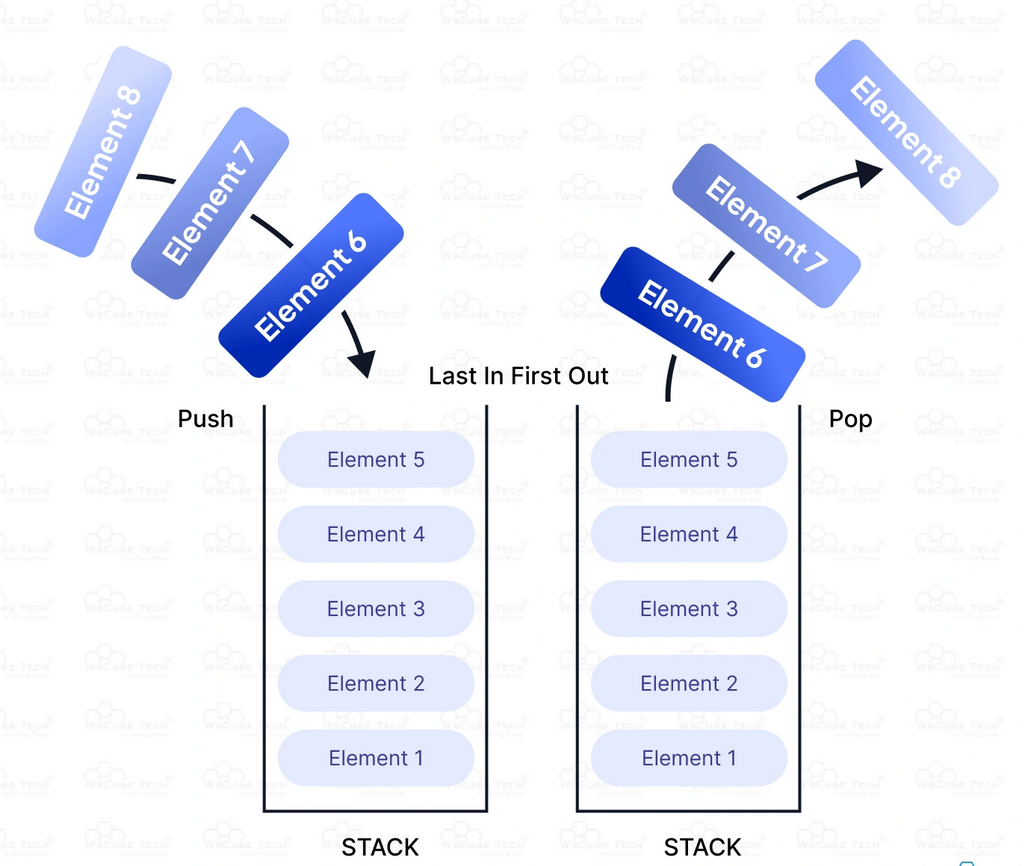 Element 8
Element 7
Element 6
Element 8
Element 7
Element 6
Last In First Out
Push
Pop
Element 5
Element 4
Element 3
Element 2
Element 1
STACK
Element 5
Element 4
Element 3
Element 2
Element 1
STACK
WsCube Tech